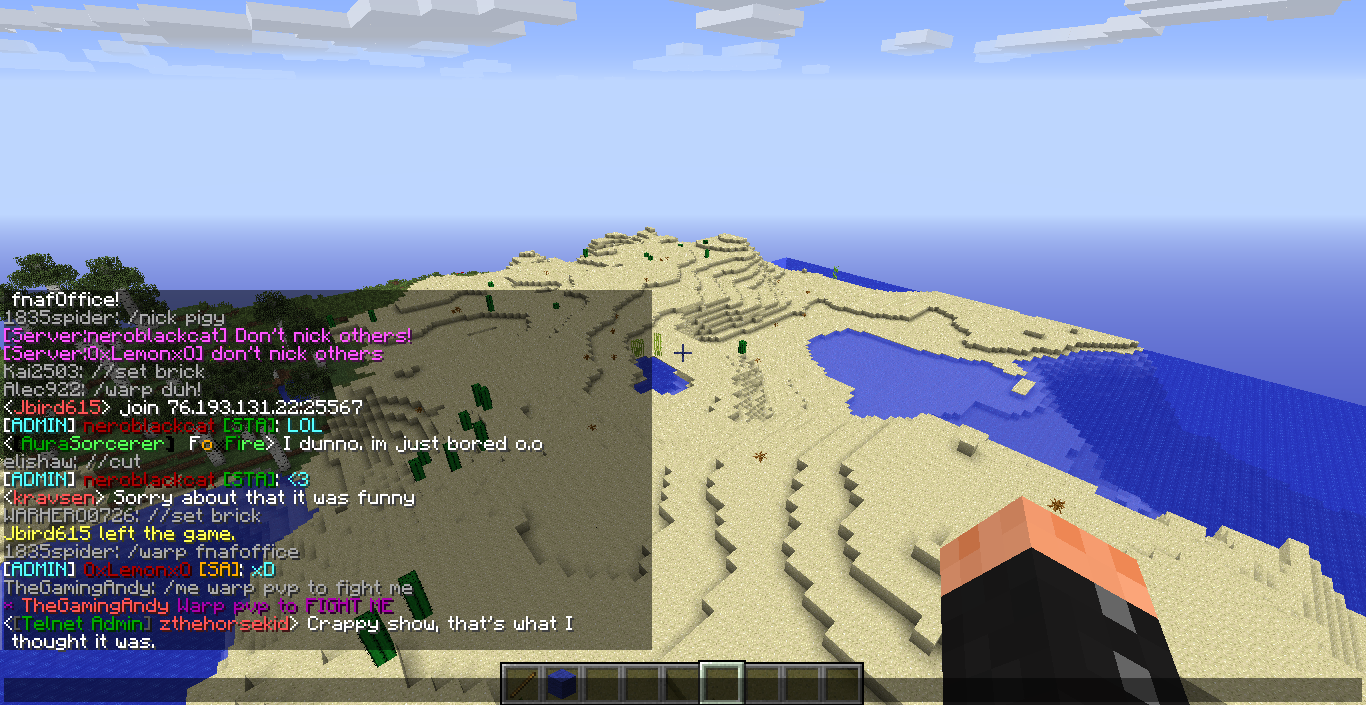 fnafOffice!
1835spider: /nick pigy
[Server:neroblackcat] Don't nick others!
[Server:0xLemonx0] don't nick others
Kai2503: //set brick
Alec922: /warp duh!
<Jbird615> join 76.193.131.22:25567
[ADMIN] neroblackcat [STA]: LOL
< AuraSorcerer] Fo Fire> I dunno. im just bored o.o
elishaw: //cut
[ADMIN] neroblackcat [STA]: <3
<kravsen> Sorry about that it was funny
WARHERO0726: //set brick
Jbird615 left the game.
1835spider: /warp fnafoffice
[ADMIN] 0xLemonx0 [SA]: xD
TheGamingAndy: /me warp pvp to fight me
* TheGamingAndy Warp pvp to FIGHT ME
<[Telnet Admin] zthehorsekid> Crappy show, that's what I
thought it was.